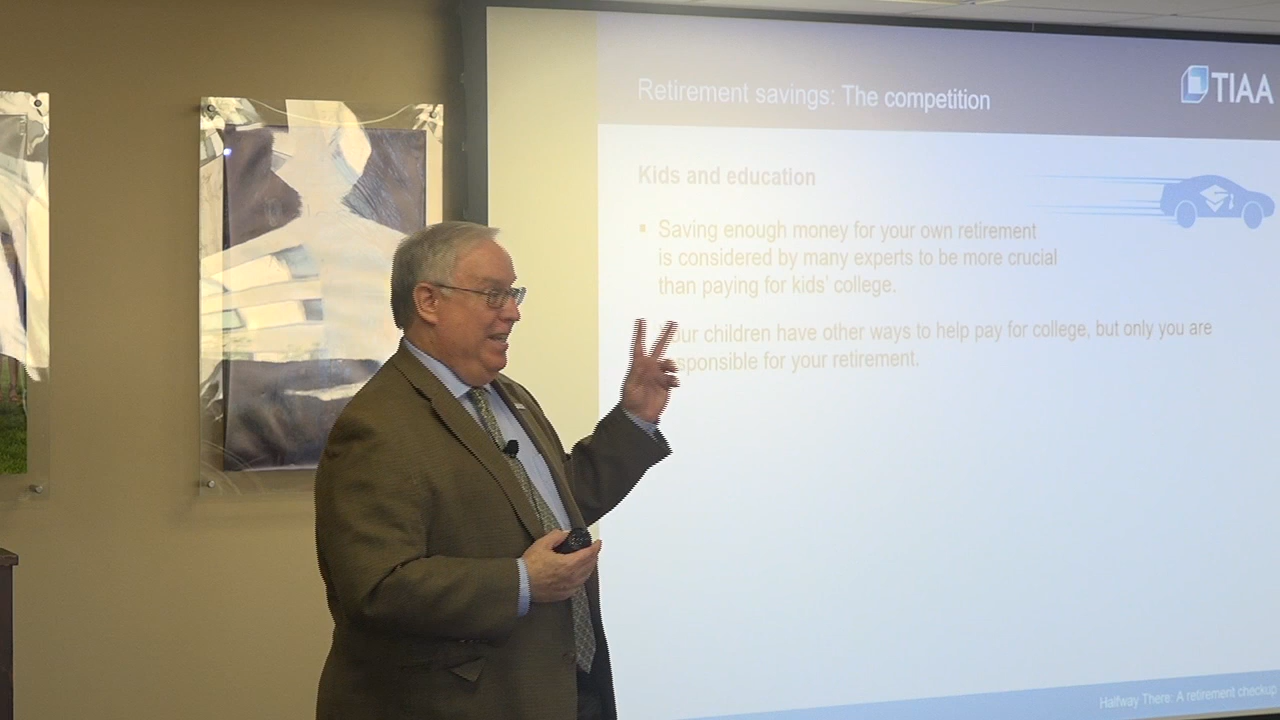 Retirement savings: The competition
TIAA
Kids and education
▪ Saving enough money for your own retirement
is considered by many experts to be more crucial
than paying for kids' college.
children have other ways to help pay for college, but only you are
for your retirement.
Halfway There: A retirement checkup